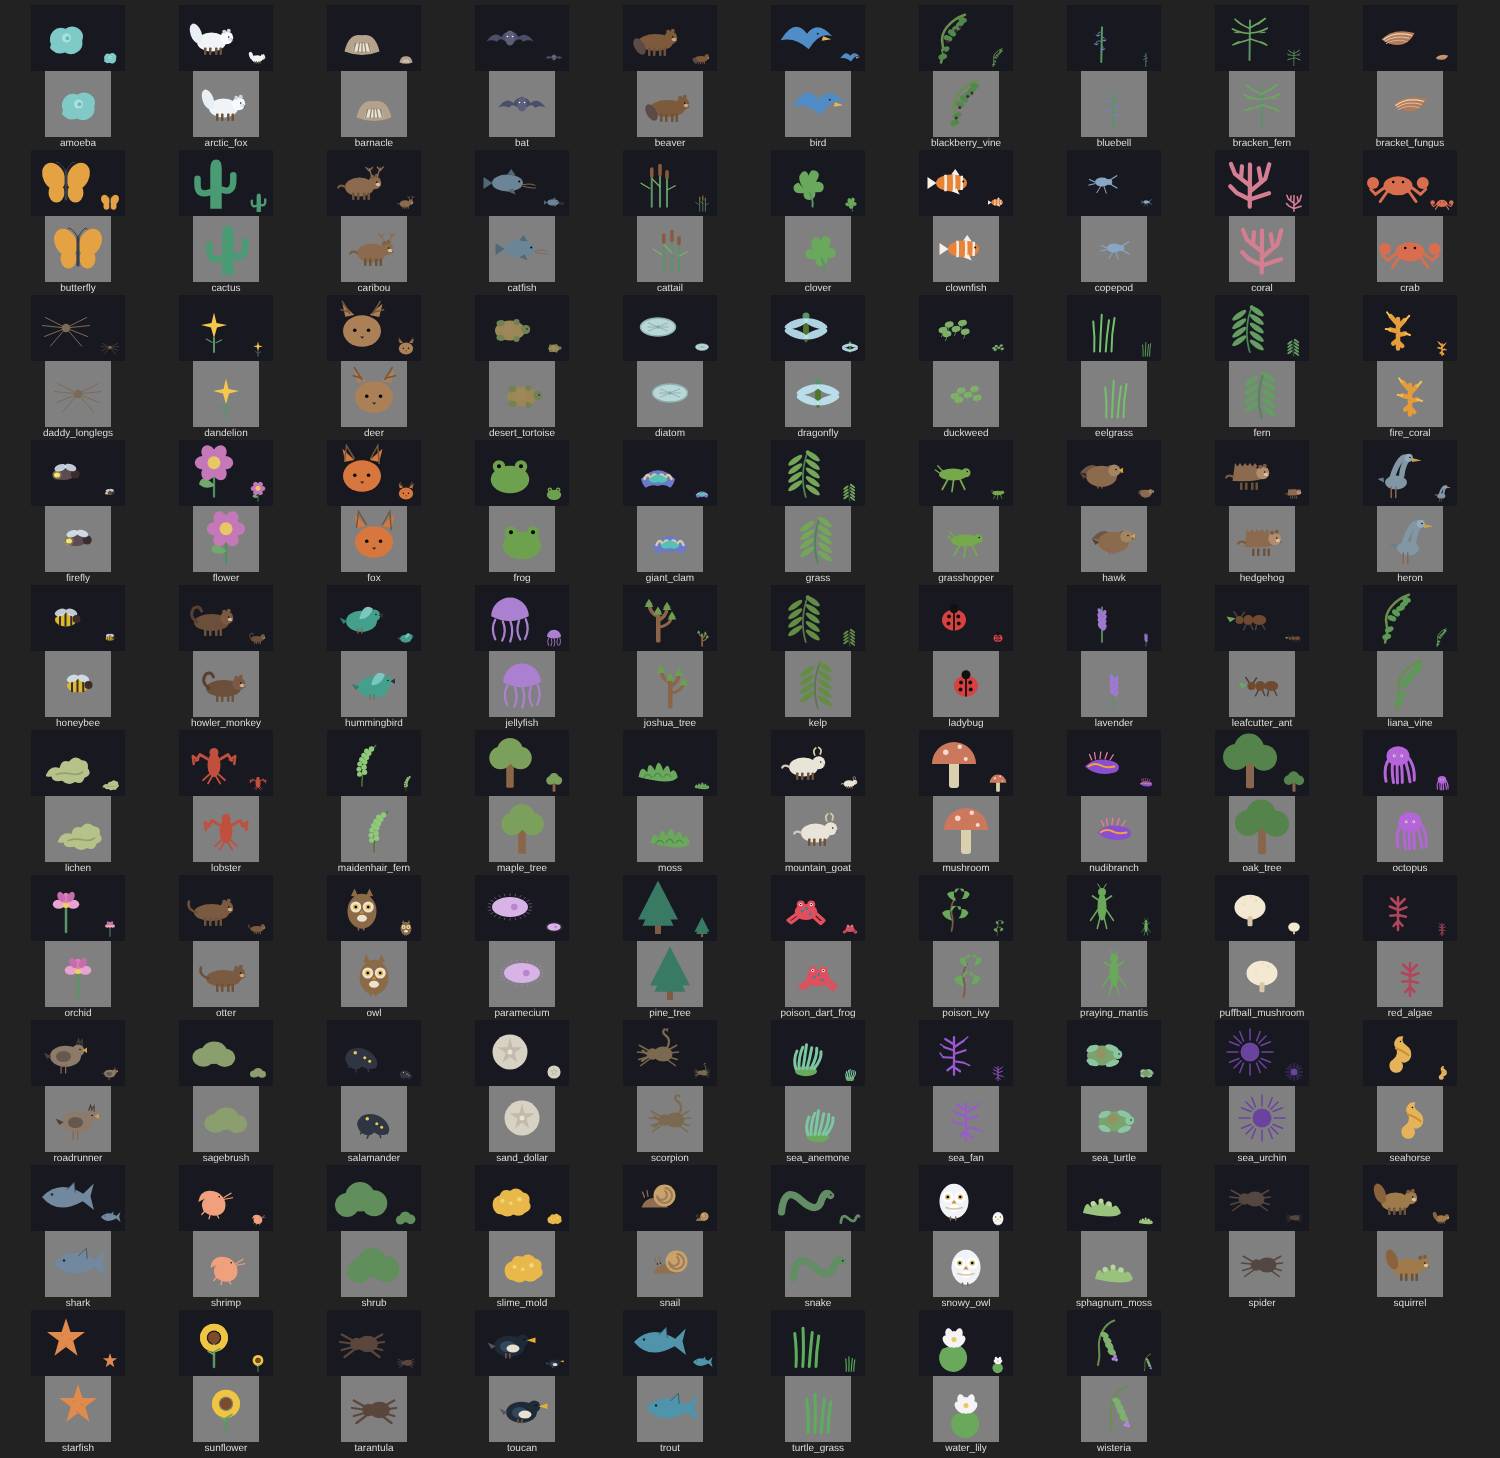 amoeba arctic_fox barnacle bat beaver bird blackberry_vine bluebell bracken_fern bracket_fungus
butterfly cactus caribou catfish cattail clover clownfish copepod coral crab
daddy_longlegs dandelion deer desert_tortoise diatom dragonfly duckweed eelgrass fern fire_coral
firefly flower fox frog giant_clam grass grasshopper hawk hedgehog heron
honeybee howler_monkey hummingbird jellyfish joshua_tree kelp ladybug lavender leafcutter_ant liana_vine
lichen lobster maidenhair_fern maple_tree moss mountain_goat mushroom nudibranch oak_tree octopus
orchid otter owl paramecium pine_tree poison_dart_frog poison_ivy praying_mantis puffball_mushroom red_algae
roadrunner sagebrush salamander sand_dollar scorpion sea_anemone sea_fan sea_turtle sea_urchin seahorse
shark shrimp shrub slime_mold snail snake snowy_owl sphagnum_moss spider squirrel
starfish sunflower tarantula toucan trout turtle_grass water_lily wisteria